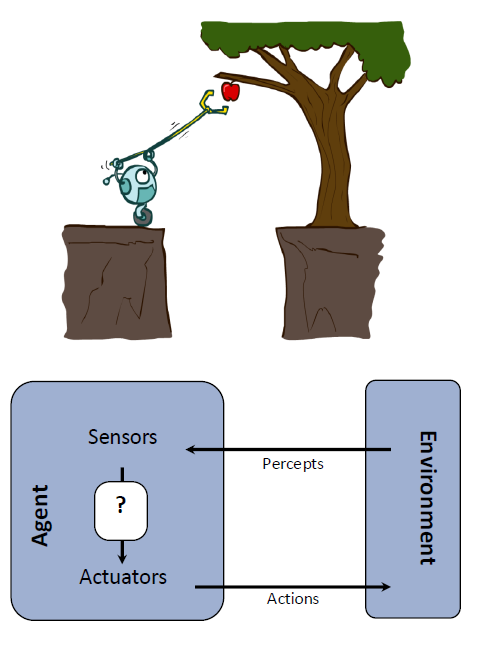 Sensors
Percepts
?
Agent
Environment
Actuators
Actions